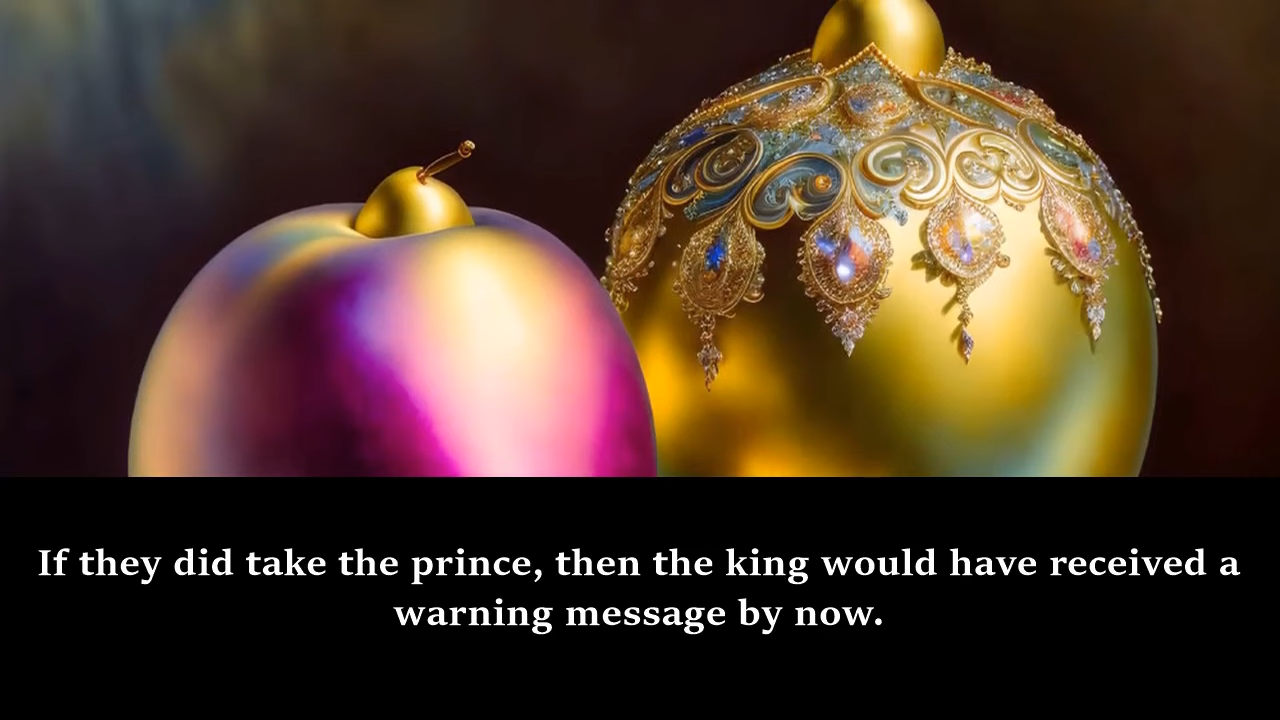 If they did take the prince, then the king would have received a
warning message by now.